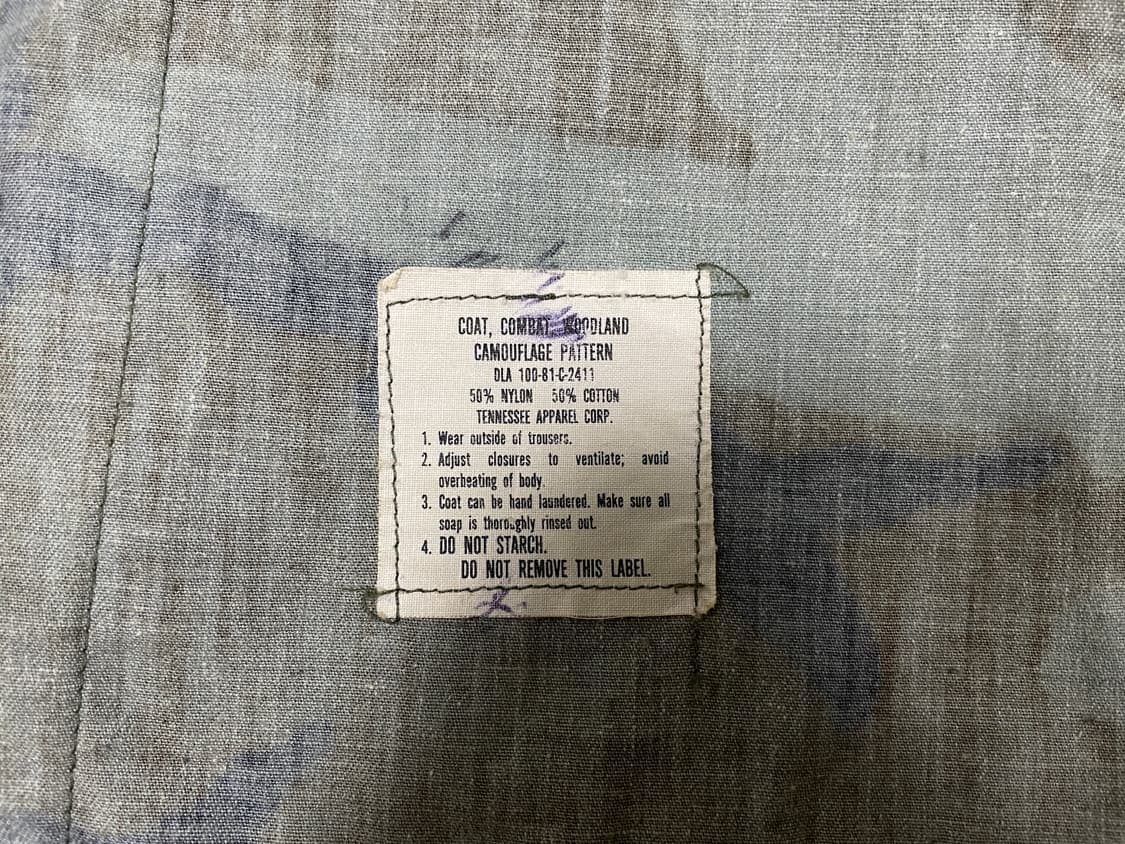 COAT, COMBAT, WOODLAND
CAMOUFLAGE PATTERN
DLA 100-81-C-2411
50% NYLON 50% COTTON
TENNESSEE APPAREL CORP.
1. Wear outside of trousers.
2. Adjust closures to ventilate; avoid
overheating of body.
3. Coat can be hand laundered. Make sure all
soap is thoroughly rinsed out.
4. DO NOT STARCH.
DO NOT REMOVE THIS LABEL.